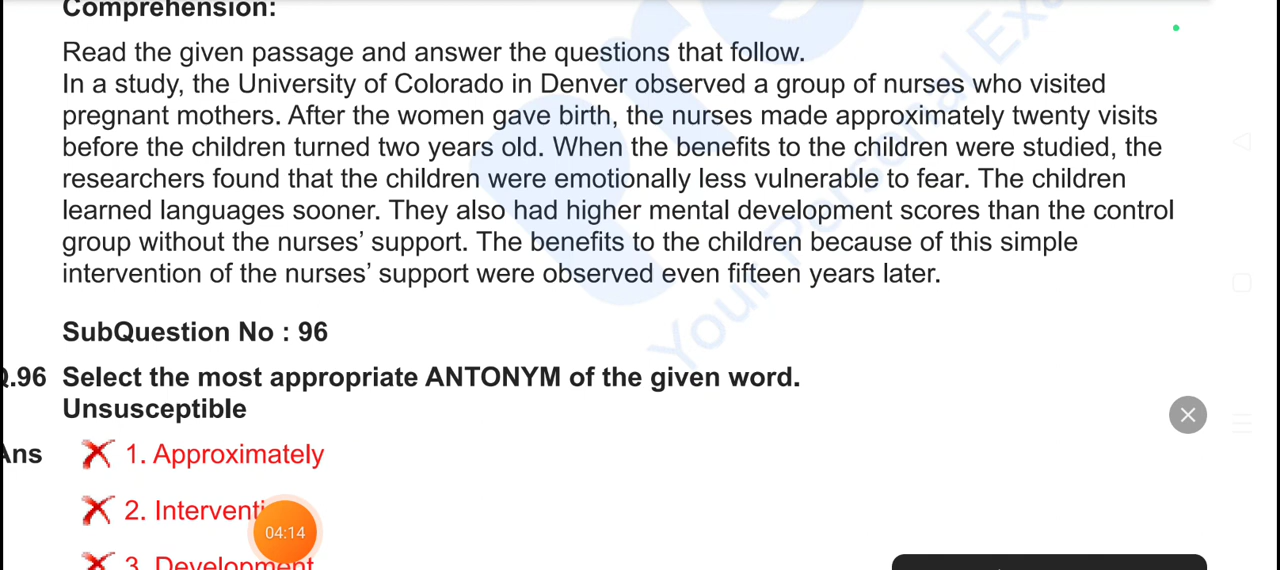 Comprehension:
Read the given passage and answer the questions that follow.
In a study, the University of Colorado in Denver observed a group of nurses who visited
pregnant mothers. After the women gave birth, the nurses made approximately twenty visits
before the children turned two years old. When the benefits to the children were studied, the
researchers found that the children were emotionally less vulnerable to fear. The children
learned languages sooner. They also had higher mental development scores than the control
group without the nurses’ support. The benefits to the children because of this simple
intervention of the nurses’ support were observed even fifteen years later.
SubQuestion No : 96
Q.96 Select the most appropriate ANTONYM of the given word.
Unsusceptible
Ans 1. Approximately
2. Interventi
04:14
3. Development
Your Personal Exa